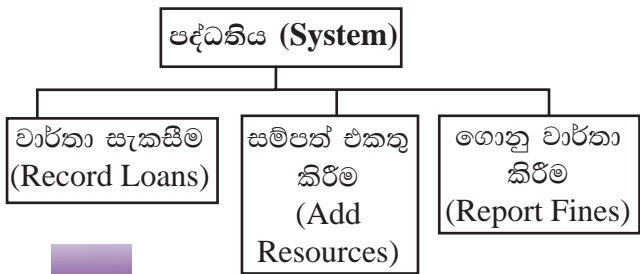 පද්ධතිය (System)
වාර්තා සැකසීම
(Record Loans)
සම්පත් එකතු
කිරීම
(Add
Resources)
ගොනු වාර්තා
කිරීම
(Report Fines)